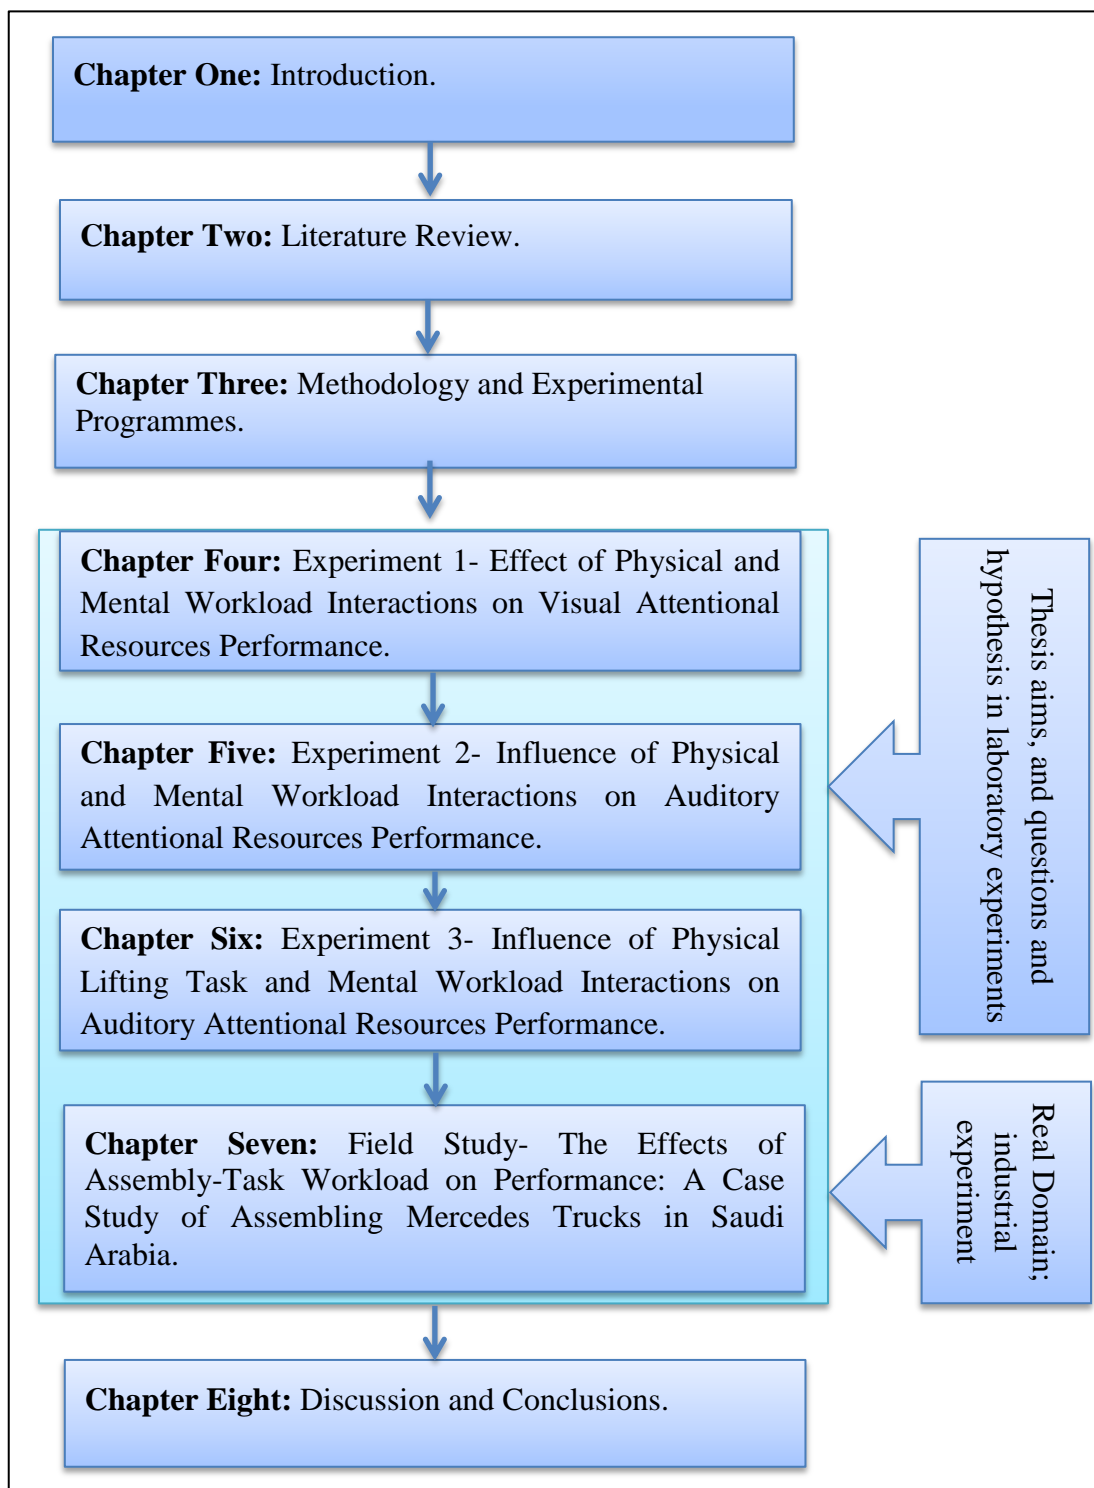 Chapter One: Introduction.
Chapter Two: Literature Review.
Chapter Three: Methodology and Experimental
Programmes.
Chapter Four: Experiment 1- Effect of Physical and
Mental Workload Interactions on Visual Attentional
Resources Performance.
Chapter Five: Experiment 2- Influence of Physical
and Mental Workload Interactions on Auditory
Attentional Resources Performance.
Chapter Six: Experiment 3- Influence of Physical
Lifting Task and Mental Workload Interactions on
Auditory Attentional Resources Performance.
Chapter Seven: Field Study- The Effects of
Assembly-Task Workload on Performance: A Case
Study of Assembling Mercedes Trucks in Saudi
Arabia.
Chapter Eight: Discussion and Conclusions.
Thesis aims, and questions and
hypothesis in laboratory experiments
Real Domain;
industrial
experiment